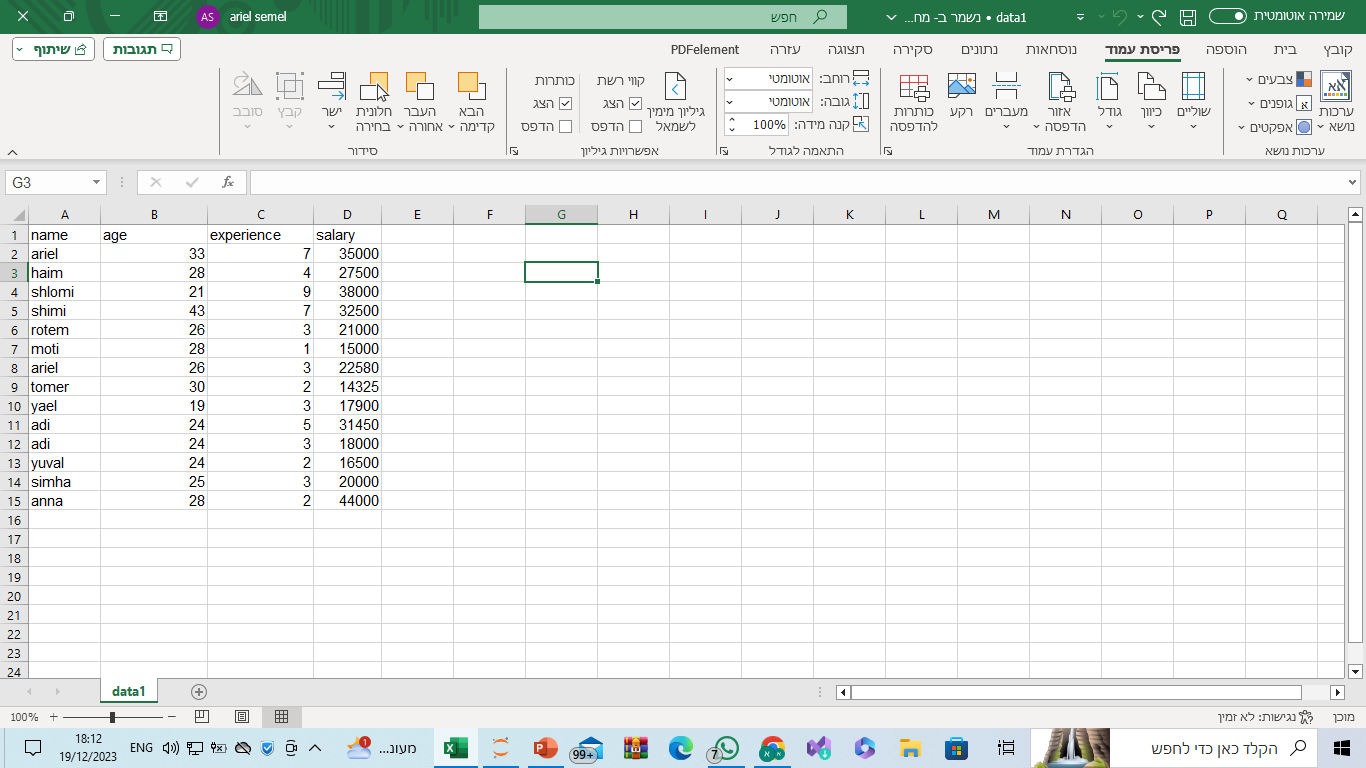 שמירה אוטומטית
data1 • נשמר ב- מח...
חפש
ariel semel
AS
קובץ בית הוספה פריסת עמוד נוסחאות נתונים סקירה תצוגה עזרה PDFelement
תגובות שיתוף
ערכות נושא
צבעים
גופנים
אפקטים
ערכות נושא
שוליים
כיוון
גודל
אזור הדפסה
מעברים
רקע
כותרות להדפסה
הגדרת עמוד
רוחב: אוטומטי
גובה: אוטומטי
קנה מידה: 100%
התאמה לגודל
גיליון מימין לשמאל
קווי רשת
הצג
הדפס
כותרות
הצג
הדפס
אפשרויות גיליון
הבא קדימה
העבר אחורה
חלונית בחירה
ישר
קבץ
סובב
סידור
G3 fx
A B C D E F G H I J K L M N O P Q
1 name age experience salary
2 ariel 33 7 35000
3 haim 28 4 27500
4 shlomi 21 9 38000
5 shimi 43 7 32500
6 rotem 26 3 21000
7 moti 28 1 15000
8 ariel 26 3 22580
9 tomer 30 2 14325
10 yael 19 3 17900
11 adi 24 5 31450
12 adi 24 3 18000
13 yuval 24 2 16500
14 simha 25 3 20000
15 anna 28 2 44000
16
17
18
19
20
21
22
23
24
data1
מוכן נגישות: לא זמין
100%
הקלד כאן כדי לחפש
7
99+
מעונ...
1
ENG
18:12
19/12/2023